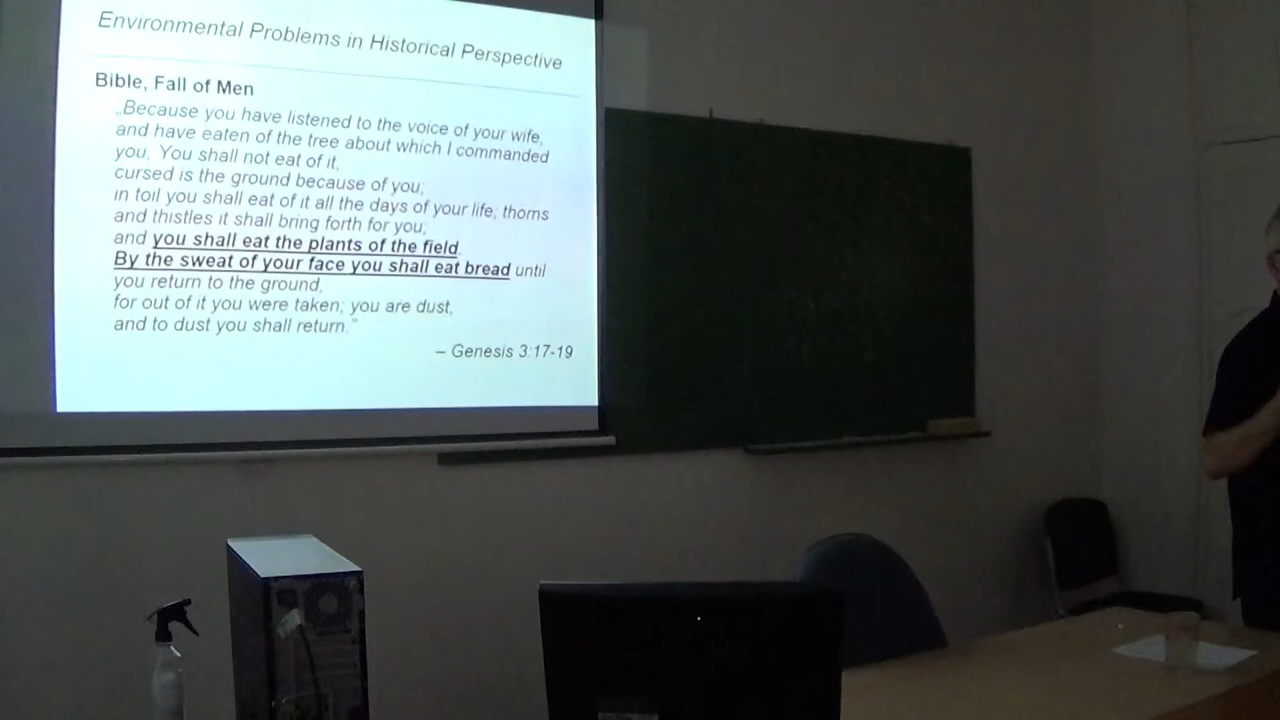 Environmental Problems in Historical Perspective
Bible, Fall of Men
„Because you have listened to the voice of your wife,
and have eaten of the tree about which I commanded
you, You shall not eat of it,
cursed is the ground because of you;
in toil you shall eat of it all the days of your life; thorns
and thistles it shall bring forth for you;
and you shall eat the plants of the field.
By the sweat of your face you shall eat bread until
you return to the ground,
for out of it you were taken; you are dust,
and to dust you shall return."
– Genesis 3:17-19